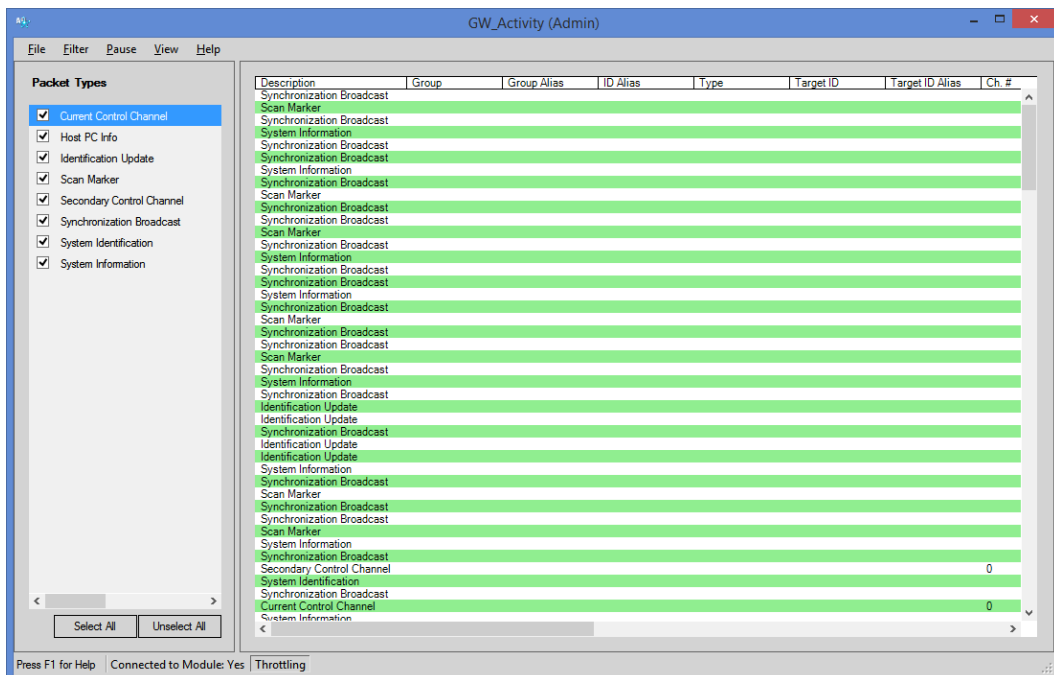 GW_Activity (Admin)
File Filter Pause View Help
Packet Types
Current Control Channel
Host PC Info
Identification Update
Scan Marker
Secondary Control Channel
Synchronization Broadcast
System Identification
System Information
Select All Unselect All
Description Group Group Alias ID Alias Type Target ID Target ID Alias Ch. #
Synchronization Broadcast
Scan Marker
Synchronization Broadcast
System Information
Synchronization Broadcast
Synchronization Broadcast
System Information
Synchronization Broadcast
Scan Marker
Synchronization Broadcast
Synchronization Broadcast
Scan Marker
Synchronization Broadcast
System Information
Synchronization Broadcast
Synchronization Broadcast
System Information
Synchronization Broadcast
Scan Marker
Synchronization Broadcast
Synchronization Broadcast
Scan Marker
Synchronization Broadcast
System Information
Synchronization Broadcast
Identification Update
Identification Update
Synchronization Broadcast
Identification Update
Identification Update
System Information
Synchronization Broadcast
Scan Marker
Synchronization Broadcast
Synchronization Broadcast
Scan Marker
System Information
Synchronization Broadcast
Secondary Control Channel 0
System Identification
Synchronization Broadcast
Current Control Channel 0
System Information
Press F1 for Help Connected to Module: Yes Throttling